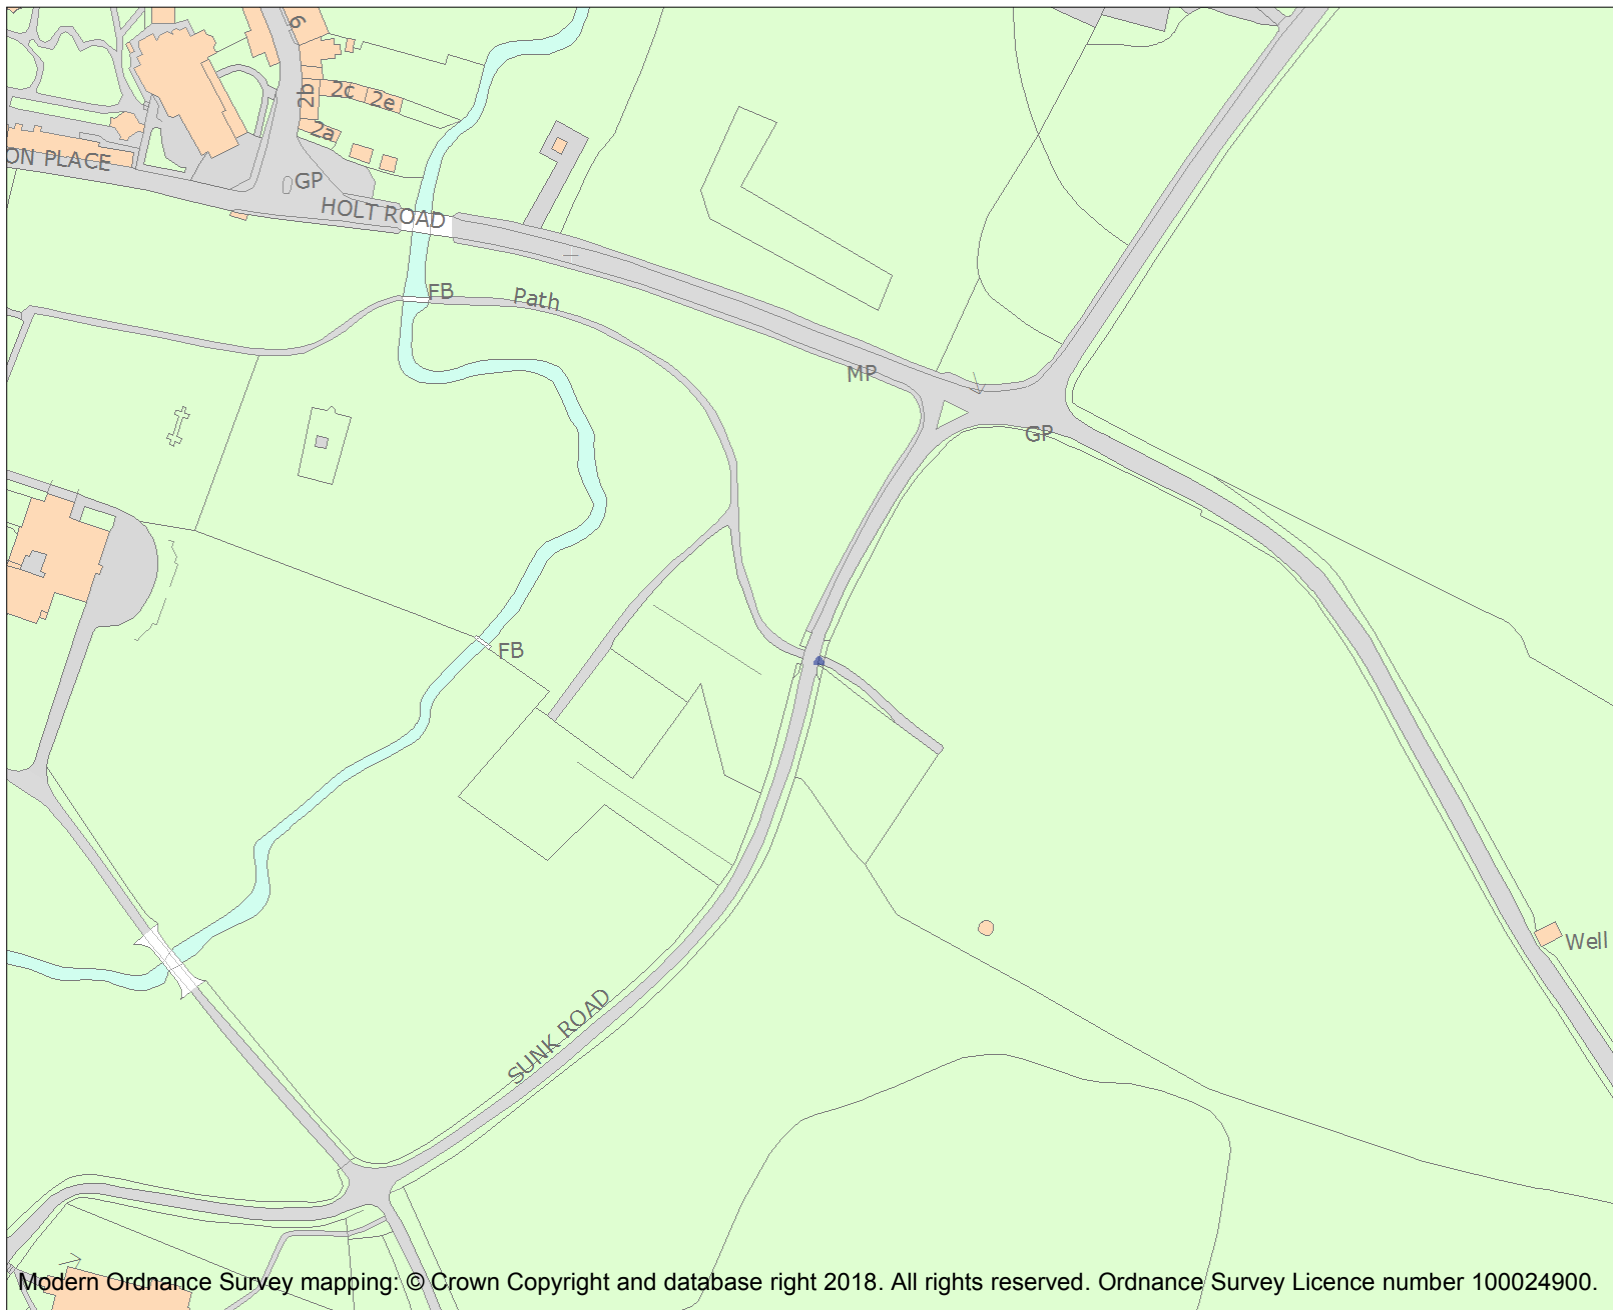 6
2b
2c
2e
2a
ON PLACE
GP
HOLT ROAD
FB
Path
MP
GP
FB
Well
SUNK ROAD
Modern Ordnance Survey mapping: © Crown Copyright and database right 2018. All rights reserved. Ordnance Survey Licence number 100024900.